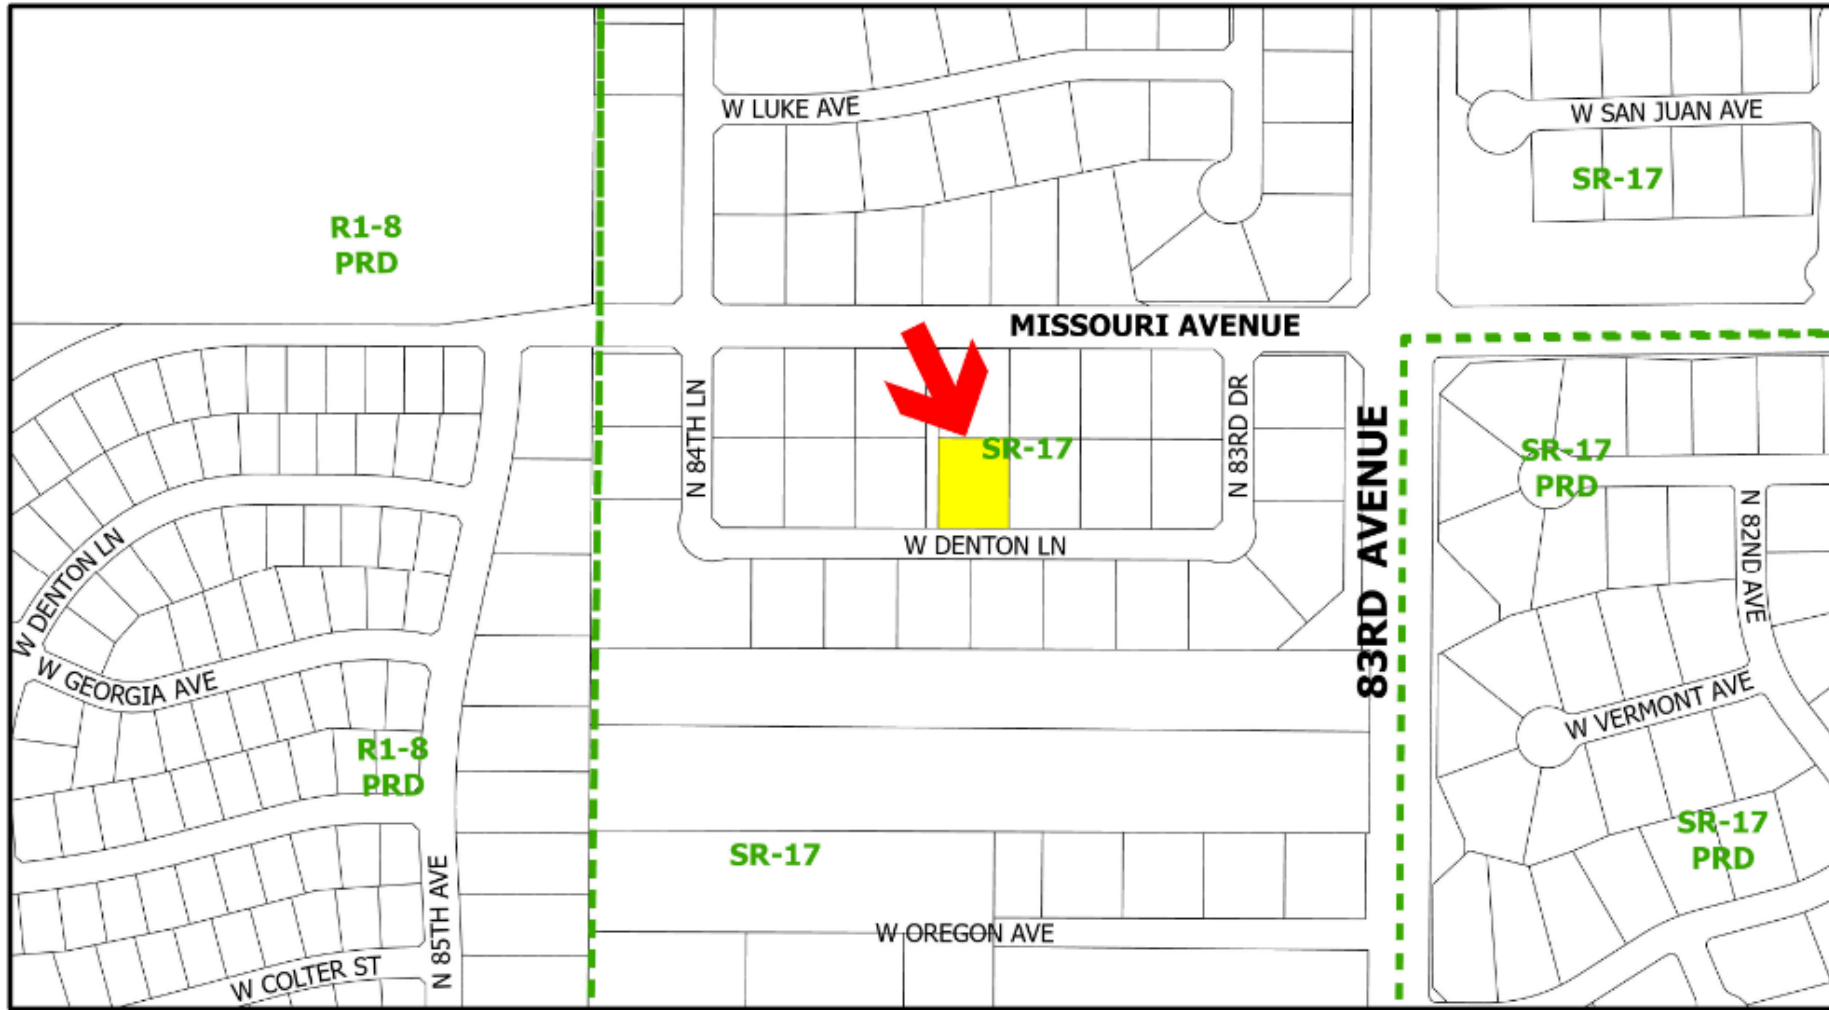 W LUKE AVE
W SAN JUAN AVE
SR-17
R1-8
PRD
MISSOURI AVENUE
N 84TH LN
N 83RD DR
SR-17
83RD AVENUE
SR-17
PRD
N 82ND AVE
W DENTON LN
W DENTON LN
W GEORGIA AVE
W VERMONT AVE
R1-8
PRD
SR-17
SR-17
PRD
N 85TH AVE
W OREGON AVE
W COLTER ST